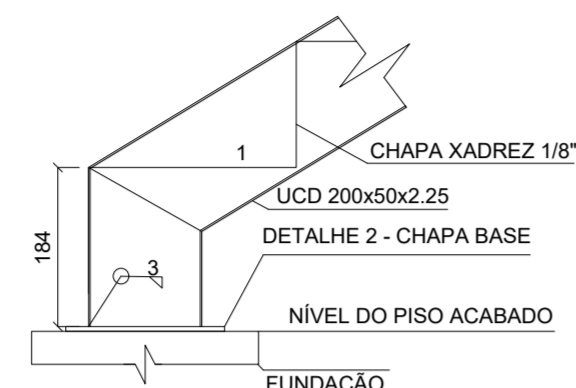 1
CHAPA XADREZ 1/8"
UCD 200x50x2.25
184
DETALHE 2 - CHAPA BASE
3
NÍVEL DO PISO ACABADO
FUNDAÇÃO